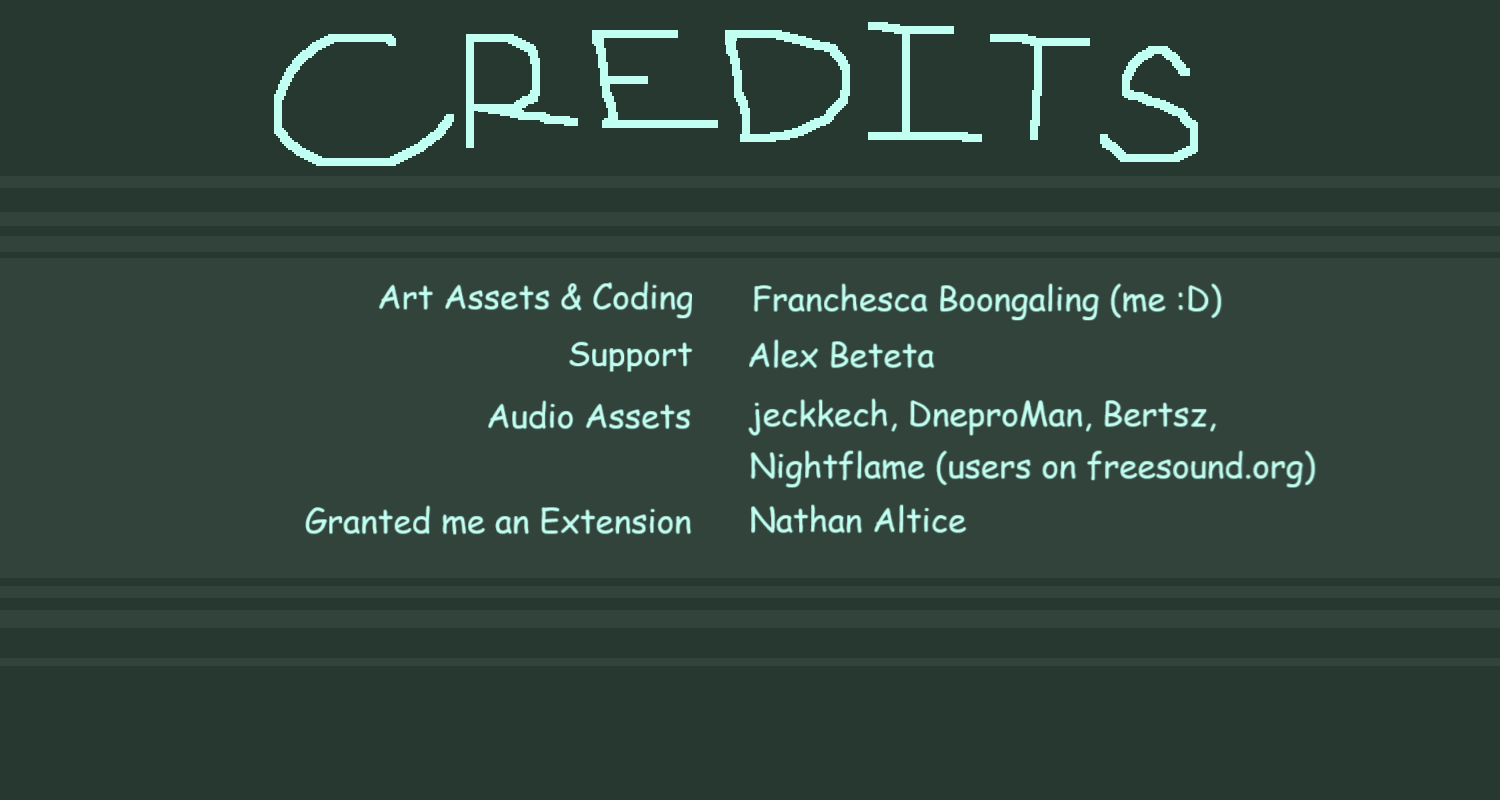 CREDITS
Art Assets & Coding Franchesca Boongaling (me :D)
Support Alex Beteta
Audio Assets jeckkech, DneproMan, Bertsz,
Nightflame (users on freesound.org)
Granted me an Extension Nathan Altice